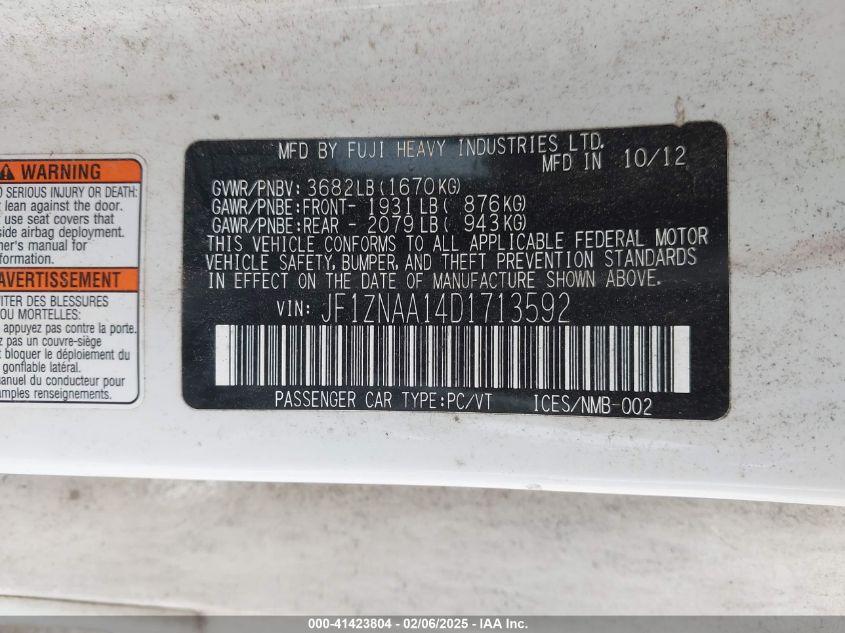 WARNING
SERIOUS INJURY OR DEATH:
lean against the door.
use seat covers that
side airbag deployment.
ner's manual for
formation.
AVERTISSEMENT
ITER DES BLESSURES
OU MORTELLES:
appuyez pas contre la porte.
ez pas un couvre-siège
bloquer le déploiement du
gonflable latéral.
anuel du conducteur pour
amples renseignements.
MFD BY FUJI HEAVY INDUSTRIES LTD.
MFD IN 10/12
GVWR/PNBV: 3682LB(1670KG)
GAWR/PNBE:FRONT- 1931LB( 876KG)
GAWR/PNBE:REAR - 2079LB( 943KG)
THIS VEHICLE CONFORMS TO ALL APPLICABLE FEDERAL MOTOR
VEHICLE SAFETY, BUMPER, AND THEFT PREVENTION STANDARDS
IN EFFECT ON THE DATE OF MANUFACTURE SHOWN ABOVE.
VIN: JF1ZNAA14D1713592
PASSENGER CAR TYPE:PC/VT ICES/NMB-002
000-41423804 - 02/06/2025 - IAA Inc.